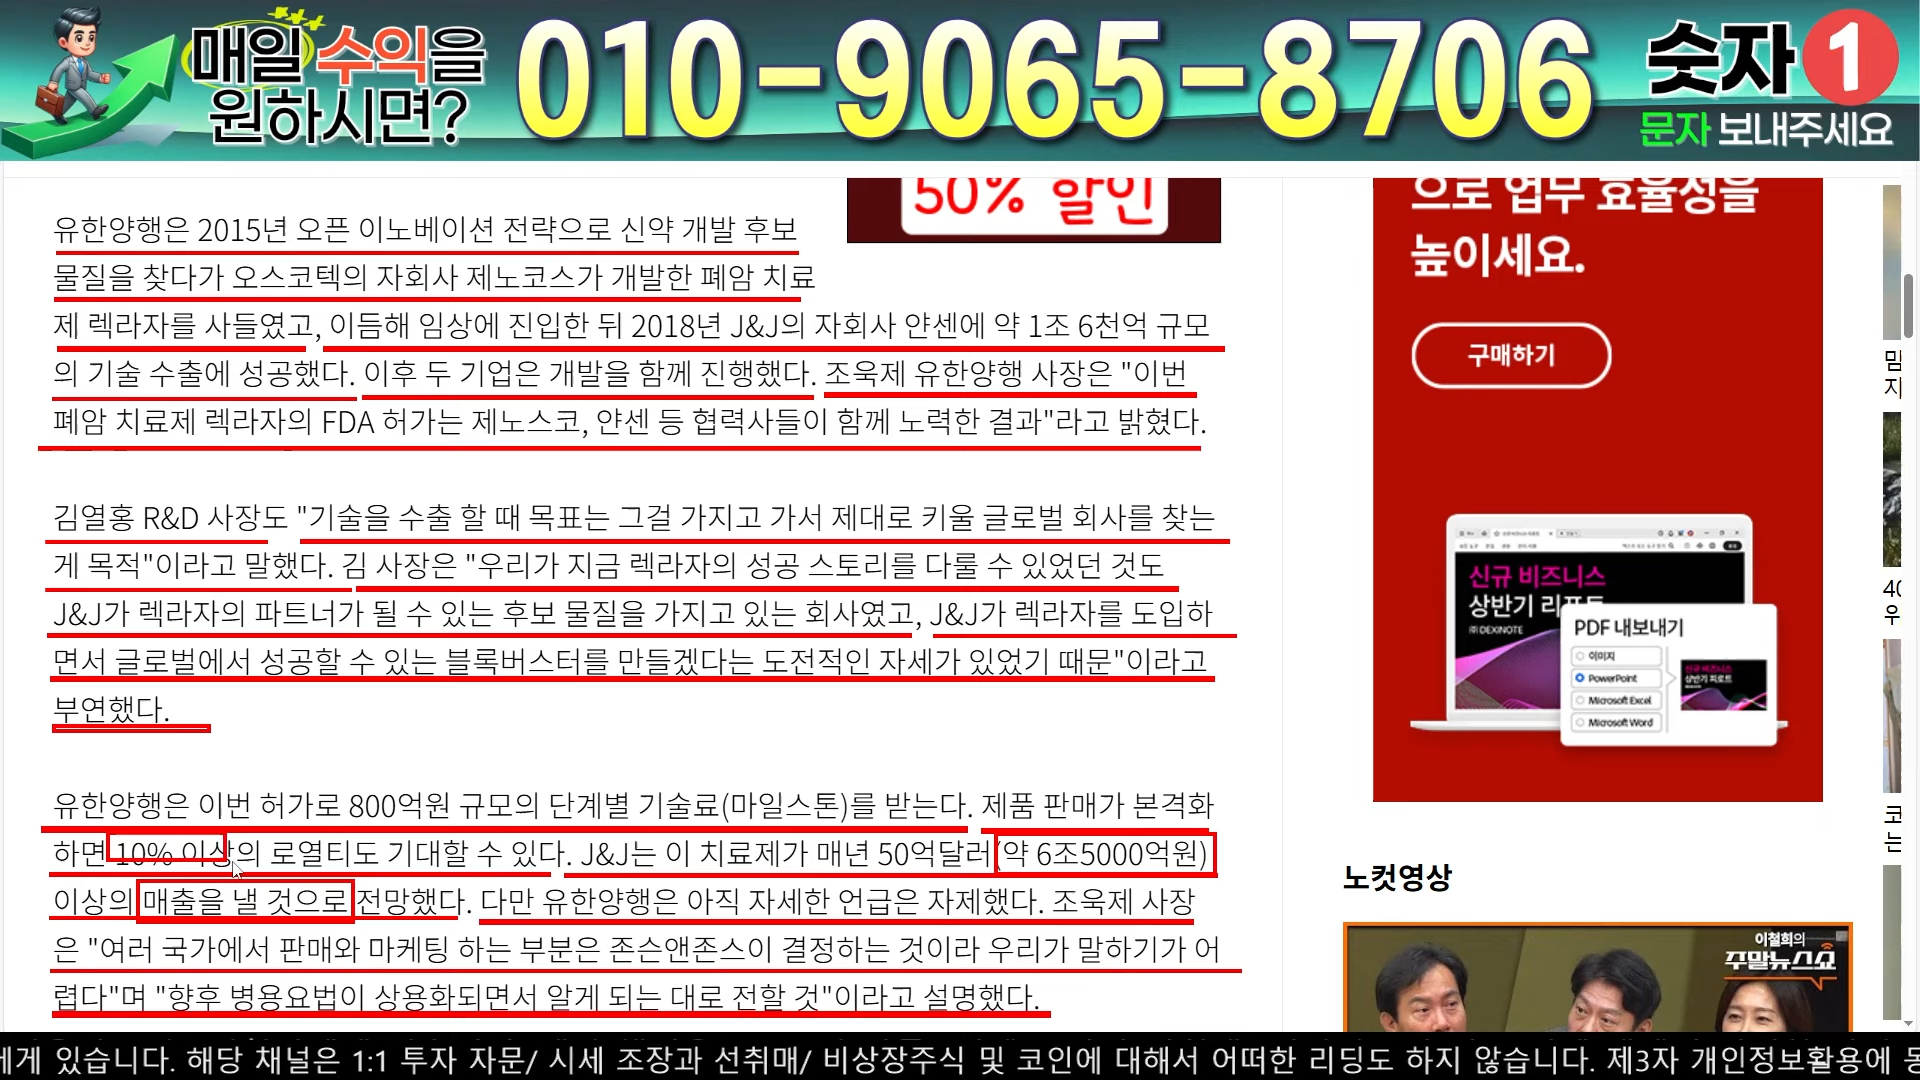 매일 수익을
원하시면?
010-9065-8706
숫자 1
문자 보내주세요
50% 할인
유한양행은 2015년 오픈 이노베이션 전략으로 신약 개발 후보
물질을 찾다가 오스코텍의 자회사 제노코스가 개발한 폐암 치료
제 렉라자를 사들였고, 이듬해 임상에 진입한 뒤 2018년 J&J의 자회사 얀센에 약 1조 6천억 규모
의 기술 수출에 성공했다. 이후 두 기업은 개발을 함께 진행했다. 조욱제 유한양행 사장은 "이번
폐암 치료제 렉라자의 FDA 허가는 제노스코, 얀센 등 협력사들이 함께 노력한 결과"라고 밝혔다.
김열홍 R&D 사장도 "기술을 수출 할 때 목표는 그걸 가지고 가서 제대로 키울 글로벌 회사를 찾는
게 목적"이라고 말했다. 김 사장은 "우리가 지금 렉라자의 성공 스토리를 다룰 수 있었던 것도
J&J가 렉라자의 파트너가 될 수 있는 후보 물질을 가지고 있는 회사였고, J&J가 렉라자를 도입하
면서 글로벌에서 성공할 수 있는 블록버스터를 만들겠다는 도전적인 자세가 있었기 때문"이라고
부연했다.
유한양행은 이번 허가로 800억원 규모의 단계별 기술료(마일스톤)를 받는다. 제품 판매가 본격화
하면 10% 이상의 로열티도 기대할 수 있다. J&J는 이 치료제가 매년 50억달러(약 6조5000억원)
이상의 매출을 낼 것으로 전망했다. 다만 유한양행은 아직 자세한 언급은 자제했다. 조욱제 사장
은 "여러 국가에서 판매와 마케팅 하는 부분은 존슨앤존스이 결정하는 것이라 우리가 말하기가 어
렵다"며 "향후 병용요법이 상용화되면서 알게 되는 대로 전할 것"이라고 설명했다.
으로 업무 효율성을
높이세요.
구매하기
신규 비즈니스
상반기 리포트
㈜ DEXINOTE
PDF 내보내기
이미지
PowerPoint
Microsoft Excel
Microsoft Word
노컷영상
이철희의
주말뉴스쇼
맘
지
40
우
코
는
에게 있습니다. 해당 채널은 1:1 투자 자문/ 시세 조장과 선취매/ 비상장주식 및 코인에 대해서 어떠한 리딩도 하지 않습니다. 제3자 개인정보활용에 동